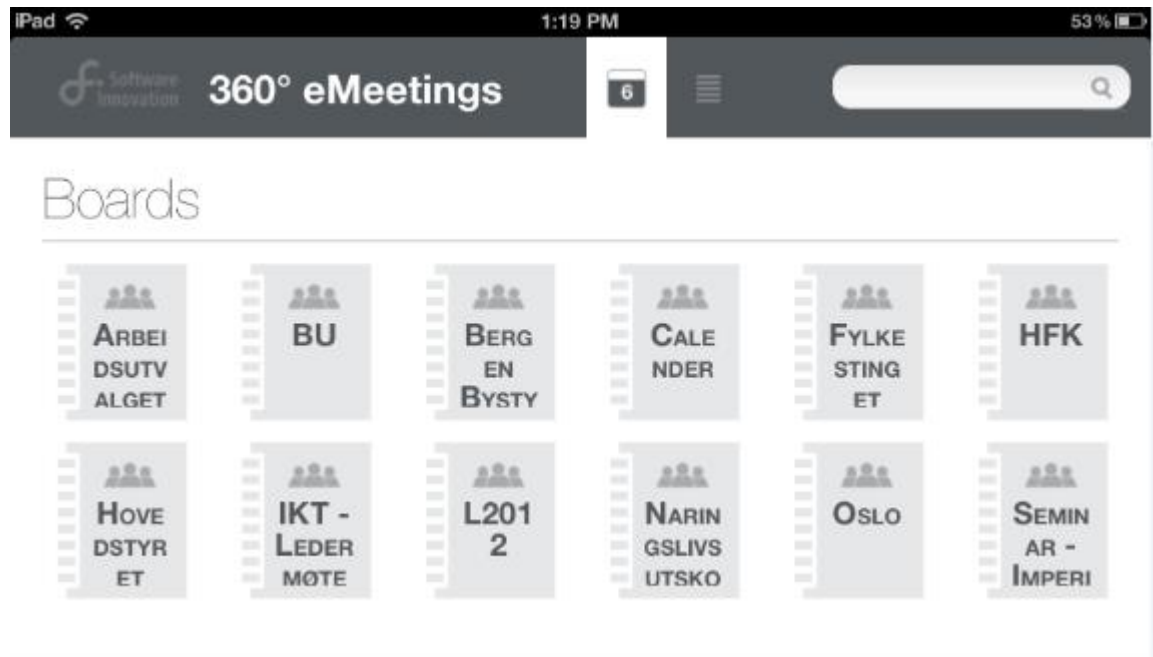 iPad 1:19 PM 53%
Software
Innovation
360° eMeetings
6
Boards
ARBEI
DSUTV
ALGET
BU
BERG
EN
BYSTY
CALE
NDER
FYLKE
STING
ET
HFK
HOVE
DSTYR
ET
IKT -
LEDER
MØTE
L201
2
NARIN
GSLIVS
UTSKO
OSLO
SEMIN
AR -
IMPERI